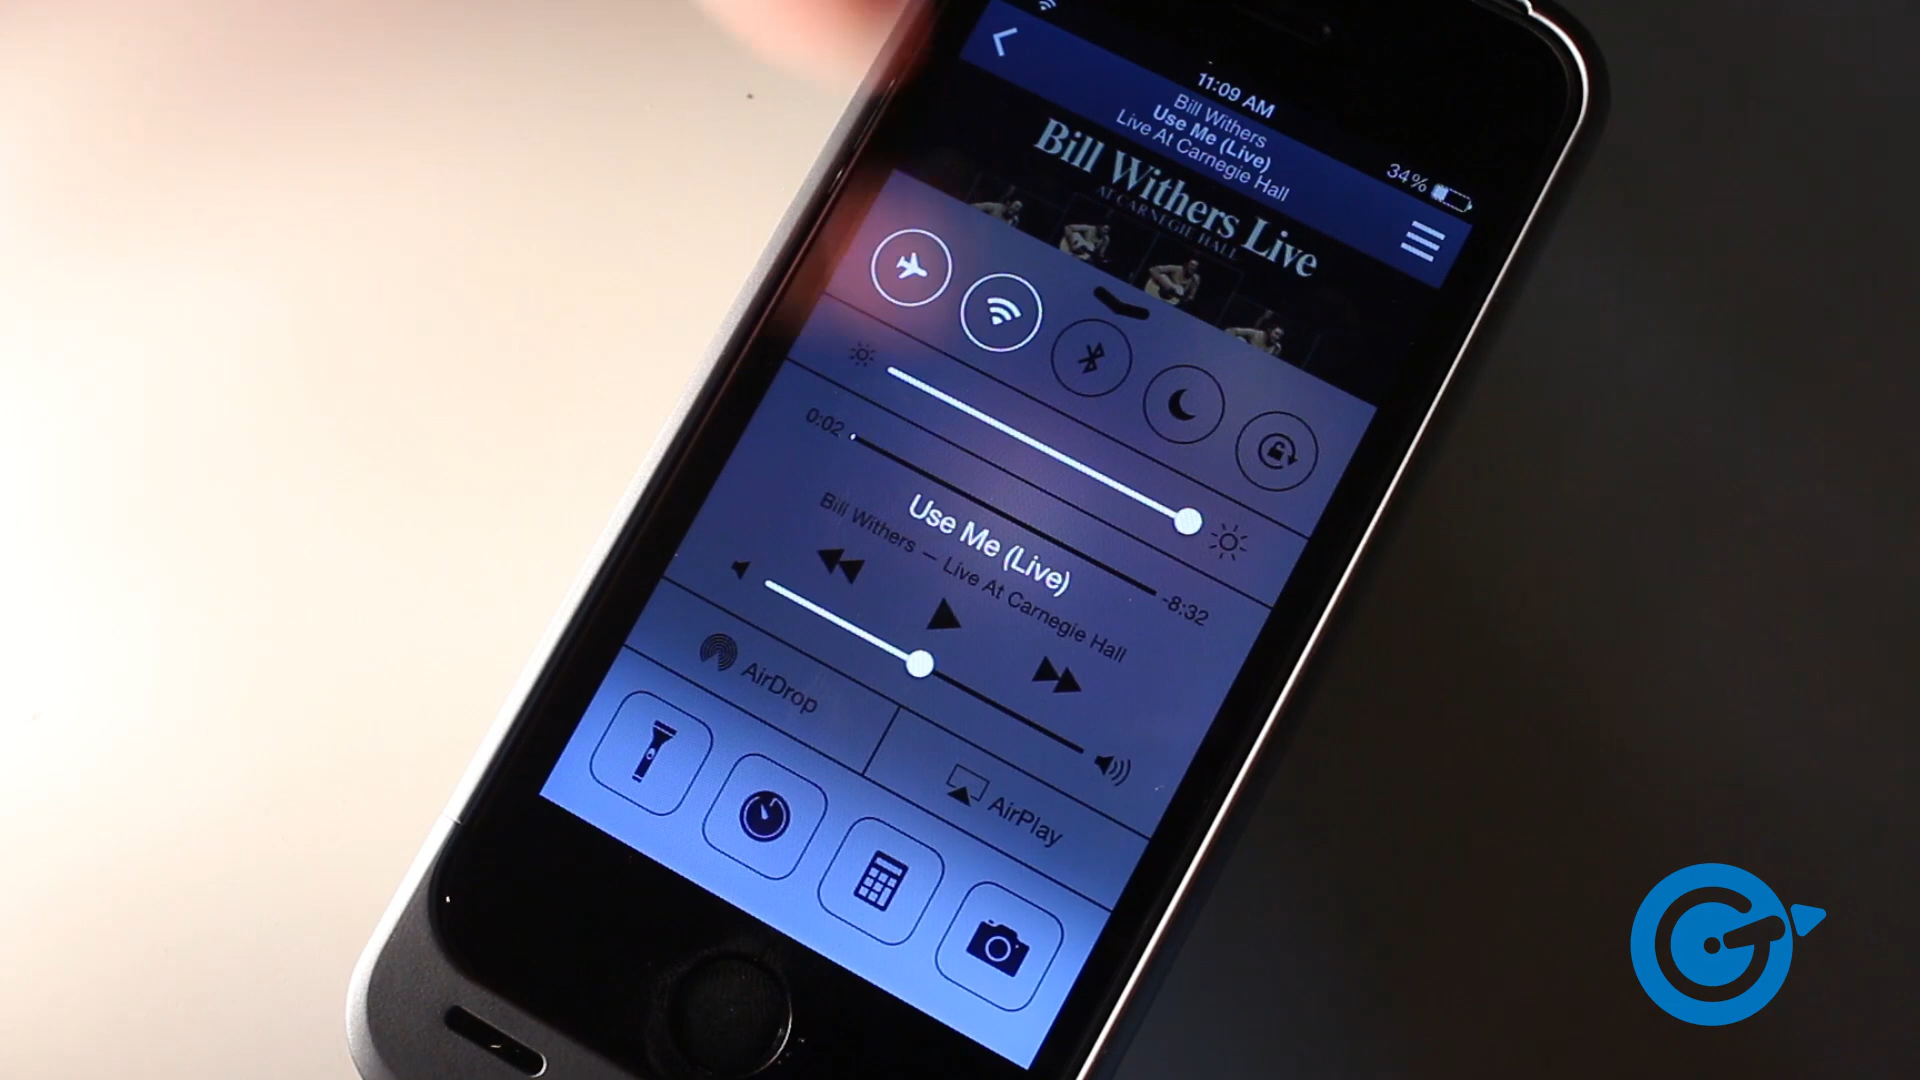 11:09 AM
34%
Bill Withers
Use Me (Live)
Live At Carnegie Hall
Bill Withers Live
AT CARNEGIE HALL
0:02
-8:32
Use Me (Live)
Bill Withers — Live At Carnegie Hall
AirDrop
AirPlay